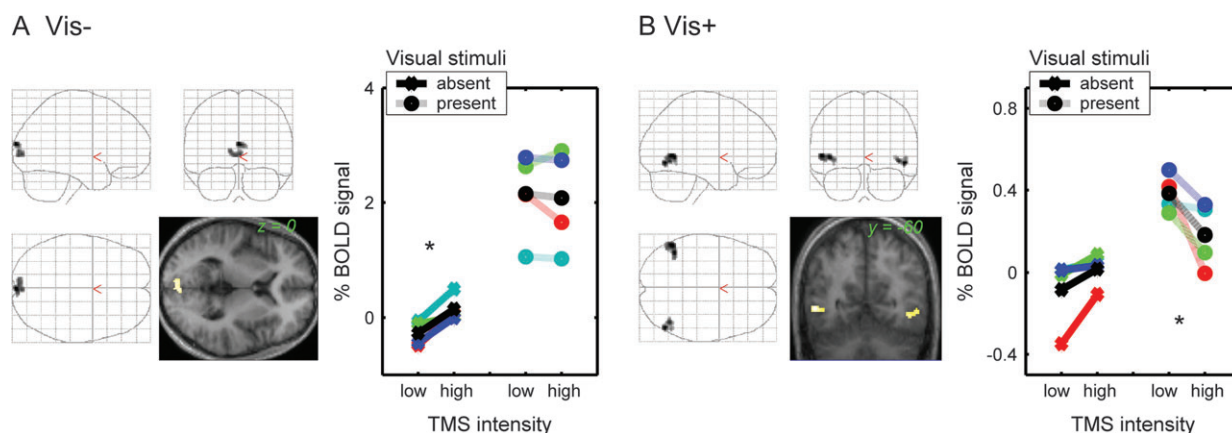 A Vis-
Visual stimuli
absent
present
4
2
0
% BOLD signal
*
low high low high
TMS intensity
z = 0
<
<
<
B Vis+
Visual stimuli
absent
present
0.8
0.4
0
-0.4
% BOLD signal
*
low high low high
TMS intensity
y = -60
<
<
<